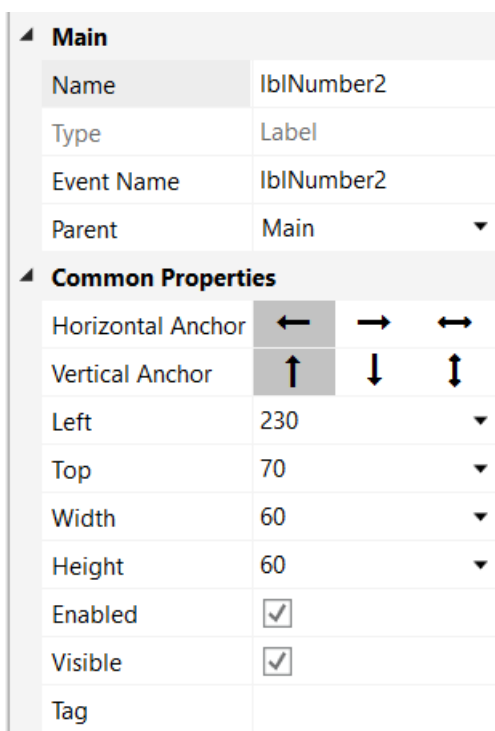 Main
Name lblNumber2
Type Label
Event Name lblNumber2
Parent Main
Common Properties
Horizontal Anchor
Vertical Anchor
Left 230
Top 70
Width 60
Height 60
Enabled
Visible
Tag